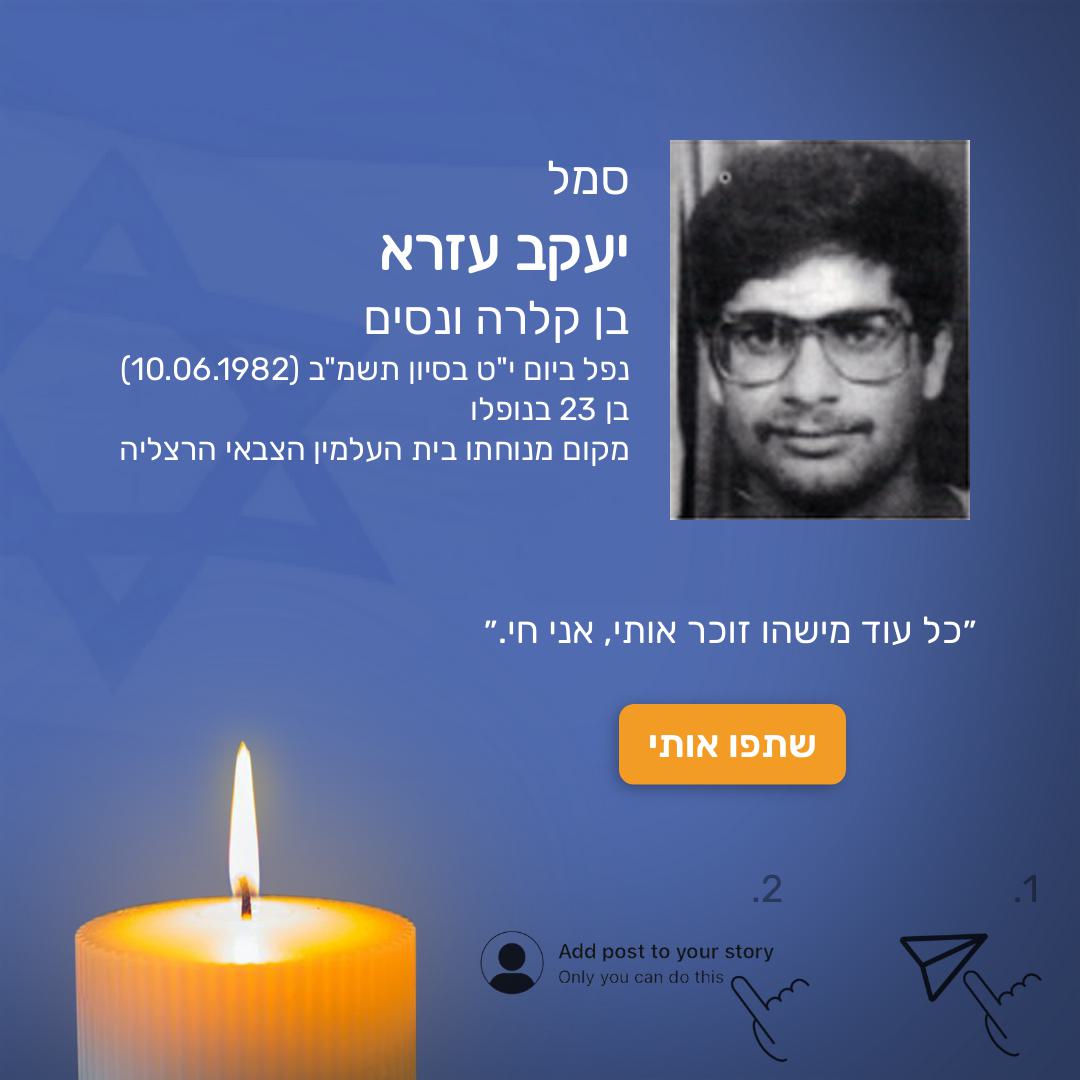 סמל
יעקב עזרא
בן קלרה ונסים
נפל ביום י"ט בסיון תשמ"ב (10.06.1982)
בן 23 בנופלו
מקום מנוחתו בית העלמין הצבאי הרצליה
״כל עוד מישהו זוכר אותי, אני חי.״
שתפו אותי
.1
.2
Add post to your story
Only you can do this